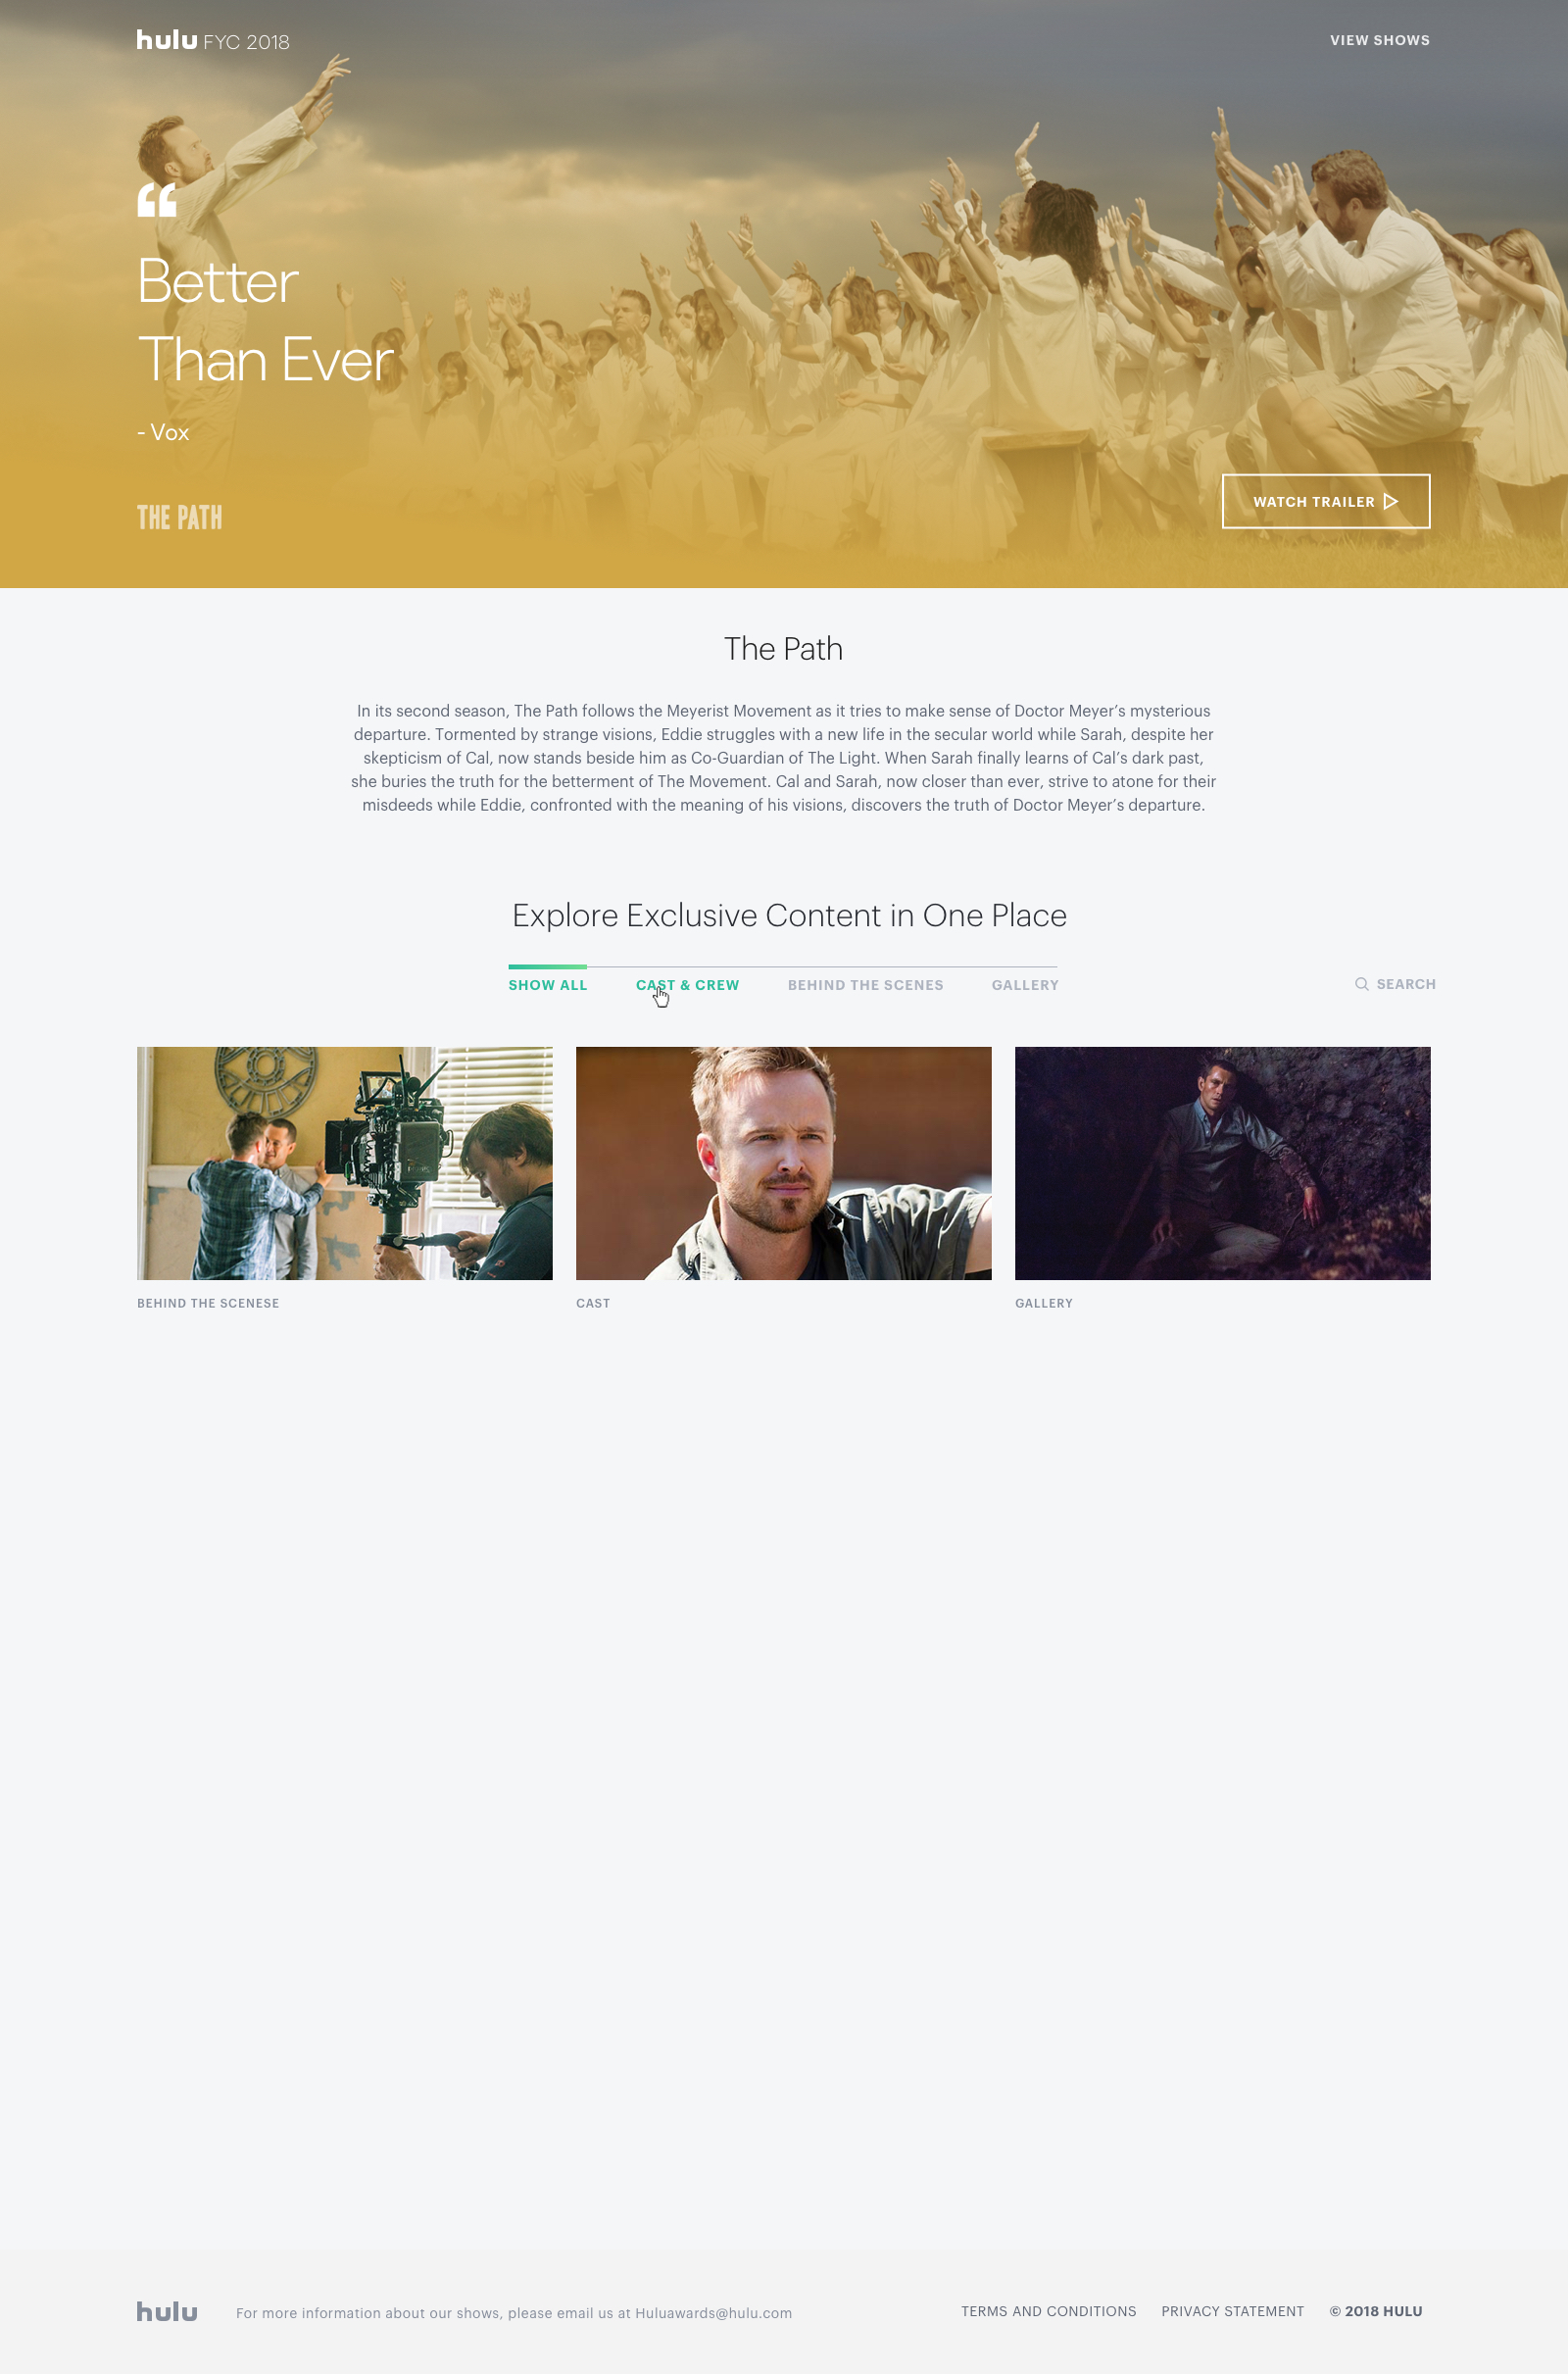 hulu FYC 2018
VIEW SHOWS
“
Better
Than Ever
- Vox
THE PATH
WATCH TRAILER
The Path
In its second season, The Path follows the Meyerist Movement as it tries to make sense of Doctor Meyer’s mysterious
departure. Tormented by strange visions, Eddie struggles with a new life in the secular world while Sarah, despite her
skepticism of Cal, now stands beside him as Co-Guardian of The Light. When Sarah finally learns of Cal’s dark past,
she buries the truth for the betterment of The Movement. Cal and Sarah, now closer than ever, strive to atone for their
misdeeds while Eddie, confronted with the meaning of his visions, discovers the truth of Doctor Meyer’s departure.
Explore Exclusive Content in One Place
SHOW ALL
CAST & CREW
BEHIND THE SCENES
GALLERY
SEARCH
BEHIND THE SCENESE
CAST
GALLERY
hulu
For more information about our shows, please email us at Huluawards@hulu.com
TERMS AND CONDITIONS
PRIVACY STATEMENT
© 2018 HULU